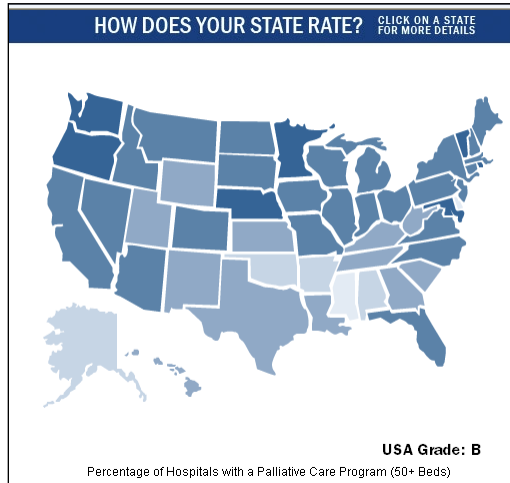 HOW DOES YOUR STATE RATE?
CLICK ON A STATE
FOR MORE DETAILS
USA Grade: B
Percentage of Hospitals with a Palliative Care Program (50+ Beds)